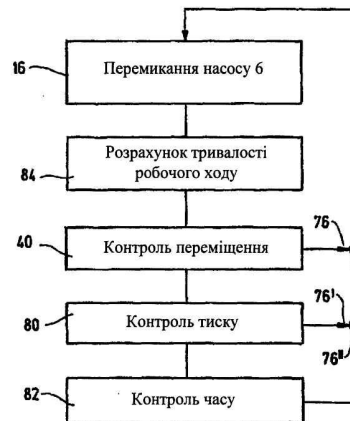 16
Перемикання насосу 6
84
Розрахунок тривалості
робочого ходу
40
Контроль переміщення
76
80
Контроль тиску
76'
76"
82
Контроль часу